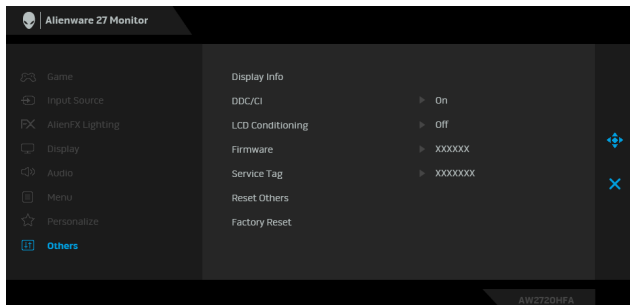 Alienware 27 Monitor
Game
Input Source
AlienFX Lighting
Display
Audio
Menu
Personalize
Others
Display Info
DDC/CI On
LCD Conditioning Off
Firmware XXXXXX
Service Tag XXXXXXX
Reset Others
Factory Reset
AW2720HFA